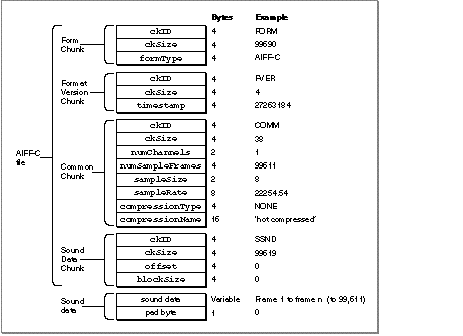 Bytes Example
Form Chunk
ckID 4 FORM
ckSize 4 99690
formType 4 AIFF-C
Format Version Chunk
ckID 4 FVER
ckSize 4 4
timestamp 4 27263184
AIFF-C file
Common Chunk
ckID 4 COMM
ckSize 4 38
numChannels 2 1
numSampleFrames 4 99611
sampleSize 2 8
sampleRate 8 22254.54
compressionType 4 NONE
compressionName 16 'not compressed'
Sound Data Chunk
ckID 4 SSND
ckSize 4 99619
offset 4 0
blockSize 4 0
Sound data
sound data Variable Frame 1 to frame n (to 99,611)
pad byte 1 0